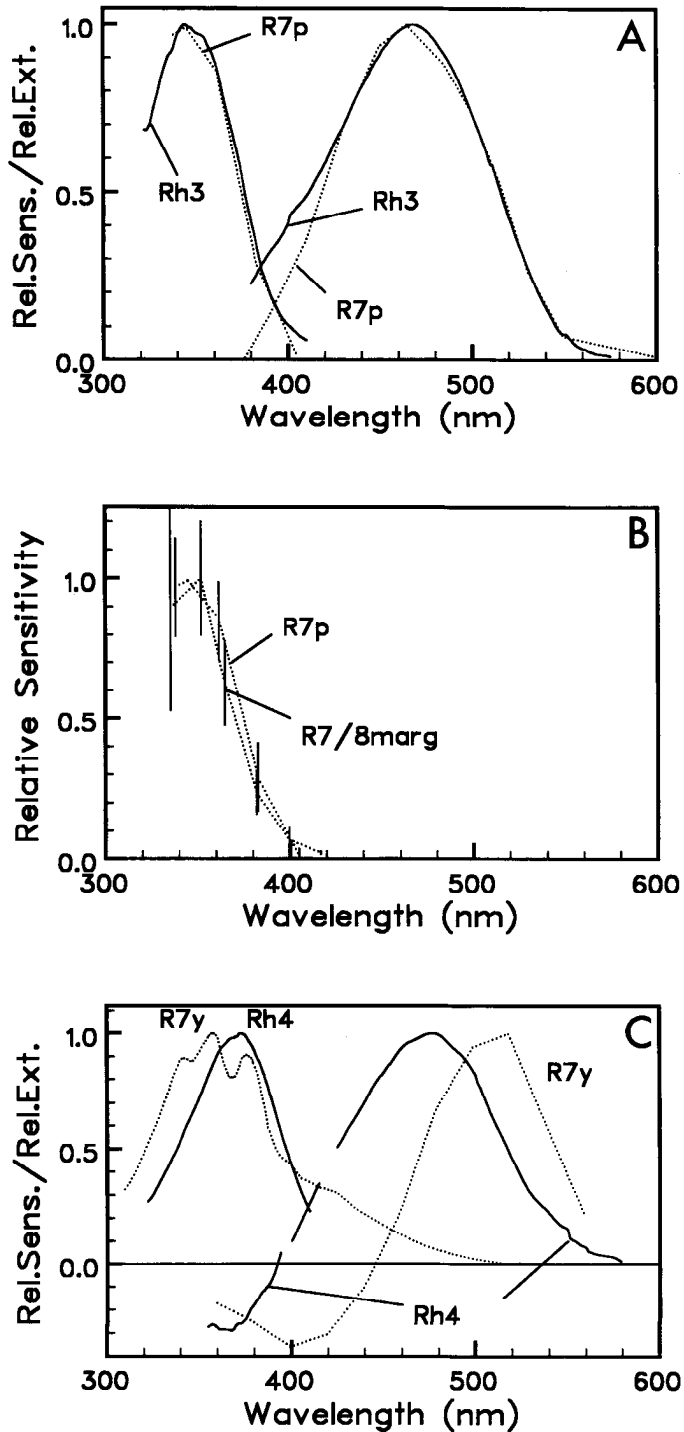 A
Rel.Sens./Rel.Ext.
1.0
0.5
0.0
R7p
Rh3
Rh3
R7p
300 400 500 600
Wavelength (nm)
B
Relative Sensitivity
1.0
0.5
0.0
R7p
R7/8marg
300 400 500 600
Wavelength (nm)
C
Rel.Sens./Rel.Ext.
1.0
0.5
0.0
R7y Rh4
R7y
Rh4
300 400 500 600
Wavelength (nm)